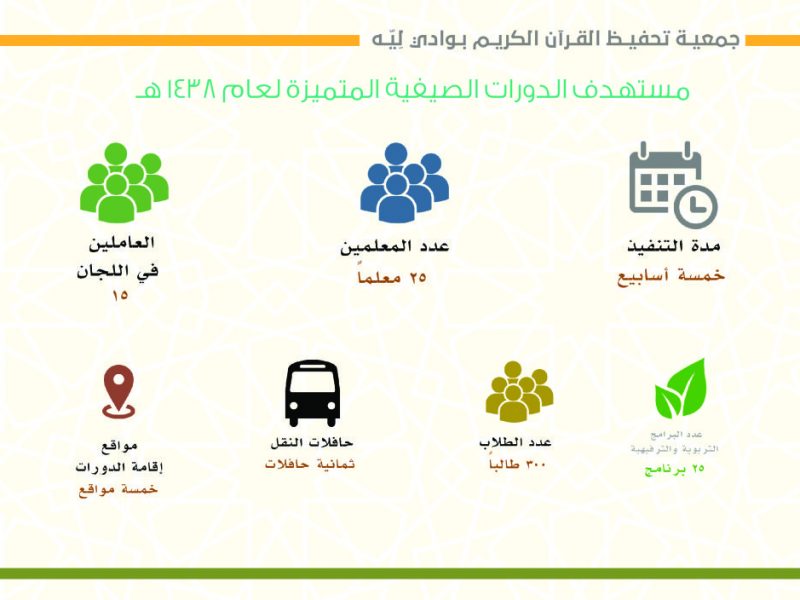 جمعية تحفيظ القرآن الكريم بوادي لِيّه
مستهدف الدورات الصيفية المتميزة لعام ١٤٣٨ هـ
مدة التنفيذ
خمسة أسابيع
عدد المعلمين
٢٥ معلماً
العاملين
في اللجان
١٥
عدد البرامج
التربوية والترفيهية
٢٥ برنامج
عدد الطلاب
٣٠٠ طالباً
حافلات النقل
ثمانية حافلات
مواقع
إقامة الدورات
خمسة مواقع